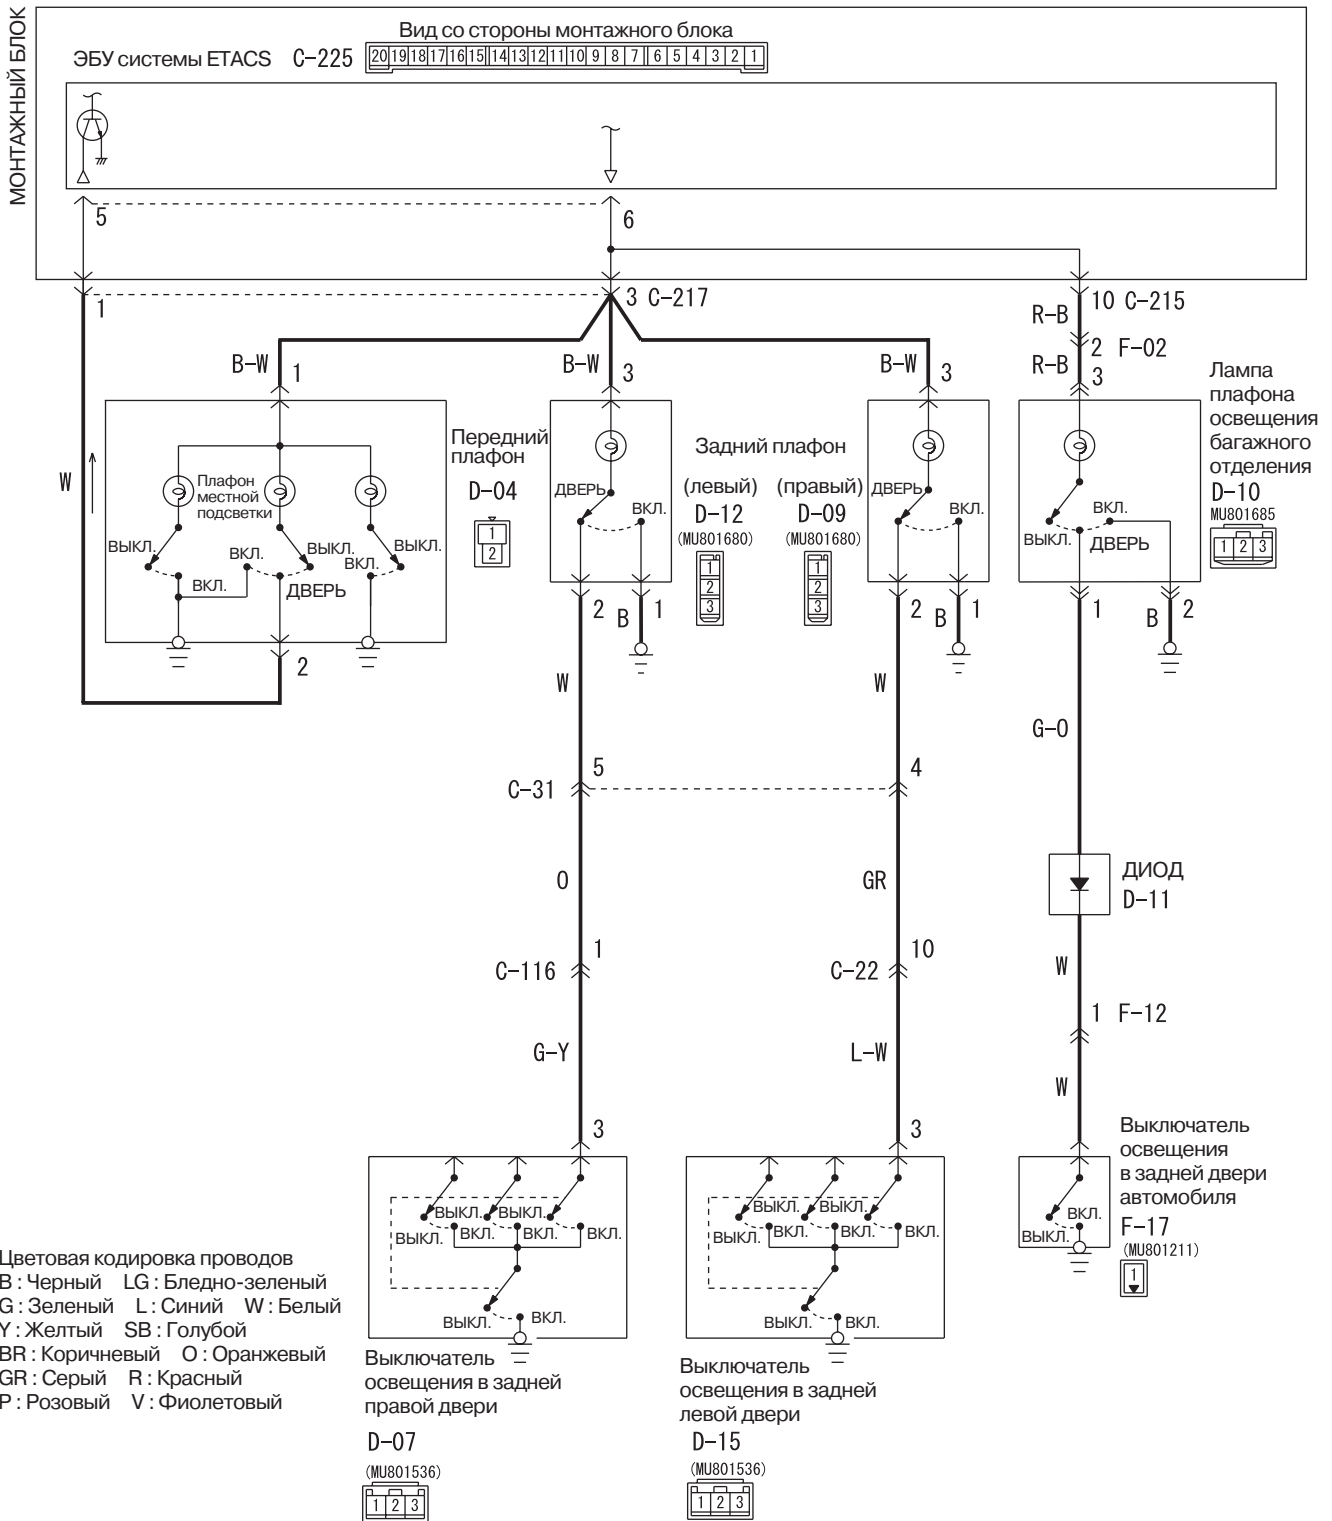 МОНТАЖНЫЙ БЛОК
Вид со стороны монтажного блока
ЭБУ системы ETACS C-225 20 19 18 17 16 15 14 13 12 11 10 9 8 7 6 5 4 3 2 1
5
6
1
3 C-217
10 C-215
R-B
2 F-02
R-B
3
B-W 1
B-W 3
B-W 3
Лампа
плафона
освещения
багажного
отделения
D-10
MU801685
1 2 3
Передний
плафон
D-04
1
2
Задний плафон
(левый) (правый)
D-12 D-09
(MU801680) (MU801680)
1 1
2 2
3 3
W
Плафон
местной
подсветки
ВЫКЛ.
ВКЛ.
ВКЛ.
ВЫКЛ.
ДВЕРЬ
ВКЛ.
ВЫКЛ.
ДВЕРЬ
ВКЛ.
ДВЕРЬ
ВКЛ.
ВЫКЛ.
ВКЛ.
ДВЕРЬ
2
2 B 1
2 B 1
1 B 2
W
W
G-O
5
4
C-31
O
GR
ДИОД
D-11
1
10
C-116
C-22
W
1 F-12
G-Y
L-W
W
3
3
Выключатель
освещения
в задней двери
автомобиля
F-17
(MU801211)
1
ВЫКЛ.
ВКЛ.
ВЫКЛ. ВЫКЛ.
ВЫКЛ. ВКЛ. ВКЛ. ВКЛ.
ВЫКЛ. ВКЛ.
ВЫКЛ. ВЫКЛ.
ВЫКЛ. ВКЛ. ВКЛ. ВКЛ.
ВЫКЛ. ВКЛ.
Цветовая кодировка проводов
B : Черный LG : Бледно-зеленый
G : Зеленый L : Синий W : Белый
Y : Желтый SB : Голубой
BR : Коричневый O : Оранжевый
GR : Серый R : Красный
P : Розовый V : Фиолетовый
Выключатель
освещения в задней
правой двери
D-07
(MU801536)
1 2 3
Выключатель
освещения в задней
левой двери
D-15
(MU801536)
1 2 3